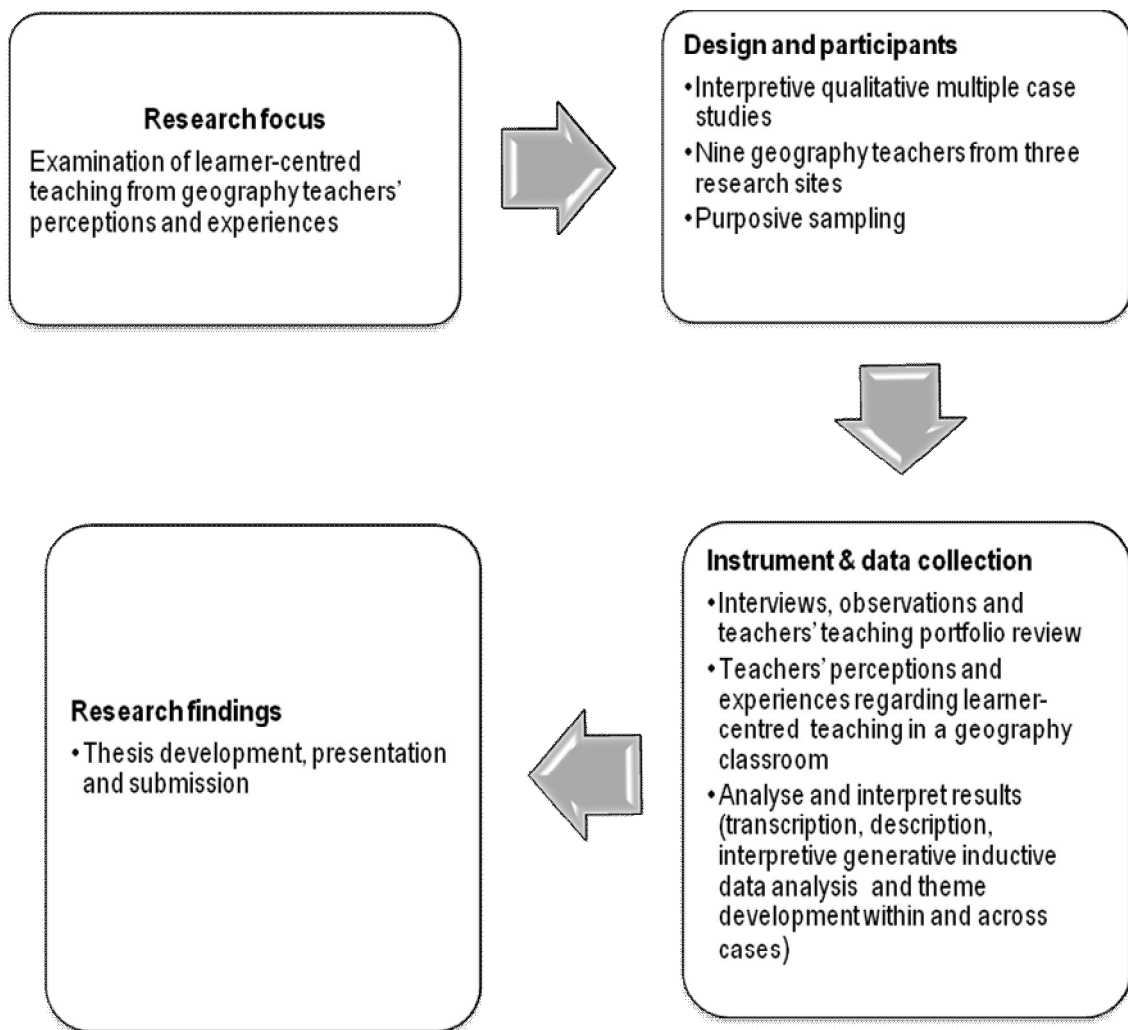 Research focus
Examination of learner-centred
teaching from geography teachers'
perceptions and experiences
Design and participants
•Interpretive qualitative multiple case
studies
•Nine geography teachers from three
research sites
•Purposive sampling
Instrument & data collection
•Interviews, observations and
teachers' teaching portfolio review
•Teachers' perceptions and
experiences regarding learner-
centred teaching in a geography
classroom
•Analyse and interpret results
(transcription, description,
interpretive generative inductive
data analysis and theme
development within and across
cases)
Research findings
•Thesis development, presentation
and submission